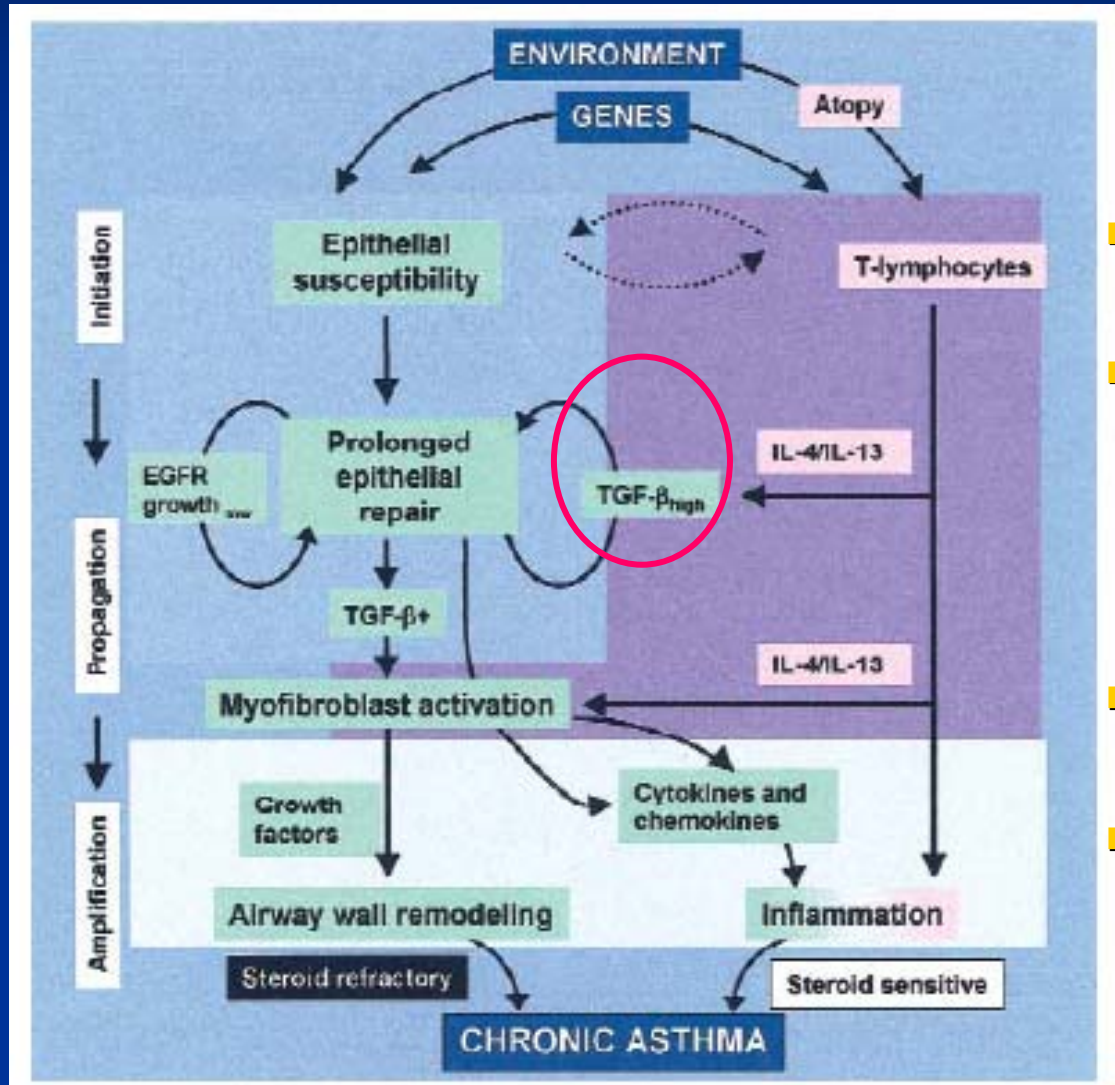 ENVIRONMENT
Atopy
GENES
Initiation
Epithelial
susceptibility
T-lymphocytes
Propagation
EGFR
growth low
Prolonged
epithelial
repair
TGF-βhigh
IL-4/IL-13
TGF-β+
IL-4/IL-13
Myofibroblast activation
Amplification
Growth
factors
Cytokines and
chemokines
Airway wall remodeling
Inflammation
Steroid refractory
Steroid sensitive
CHRONIC ASTHMA